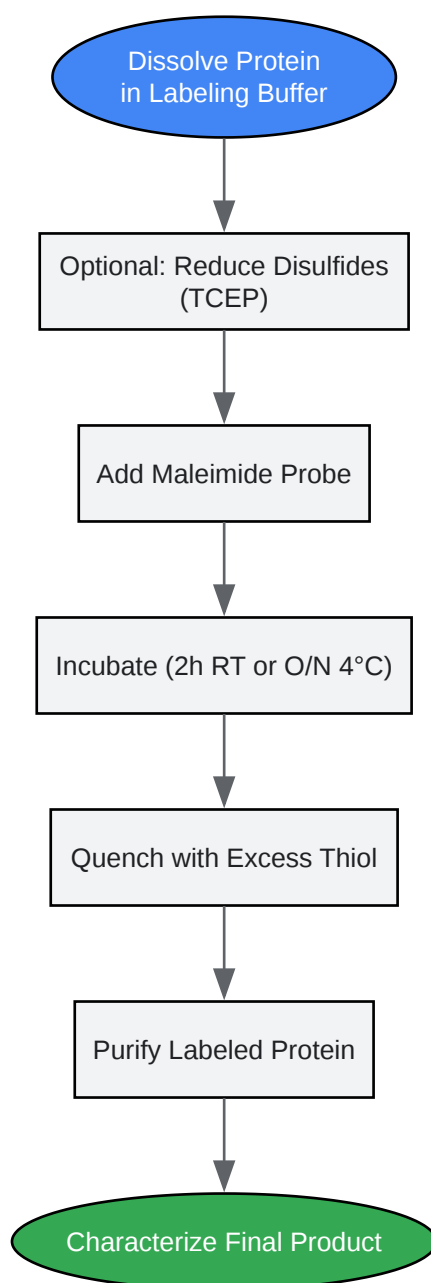 Dissolve Protein
in Labeling Buffer
Optional: Reduce Disulfides
(TCEP)
Add Maleimide Probe
Incubate (2h RT or O/N 4°C)
Quench with Excess Thiol
Purify Labeled Protein
Characterize Final Product